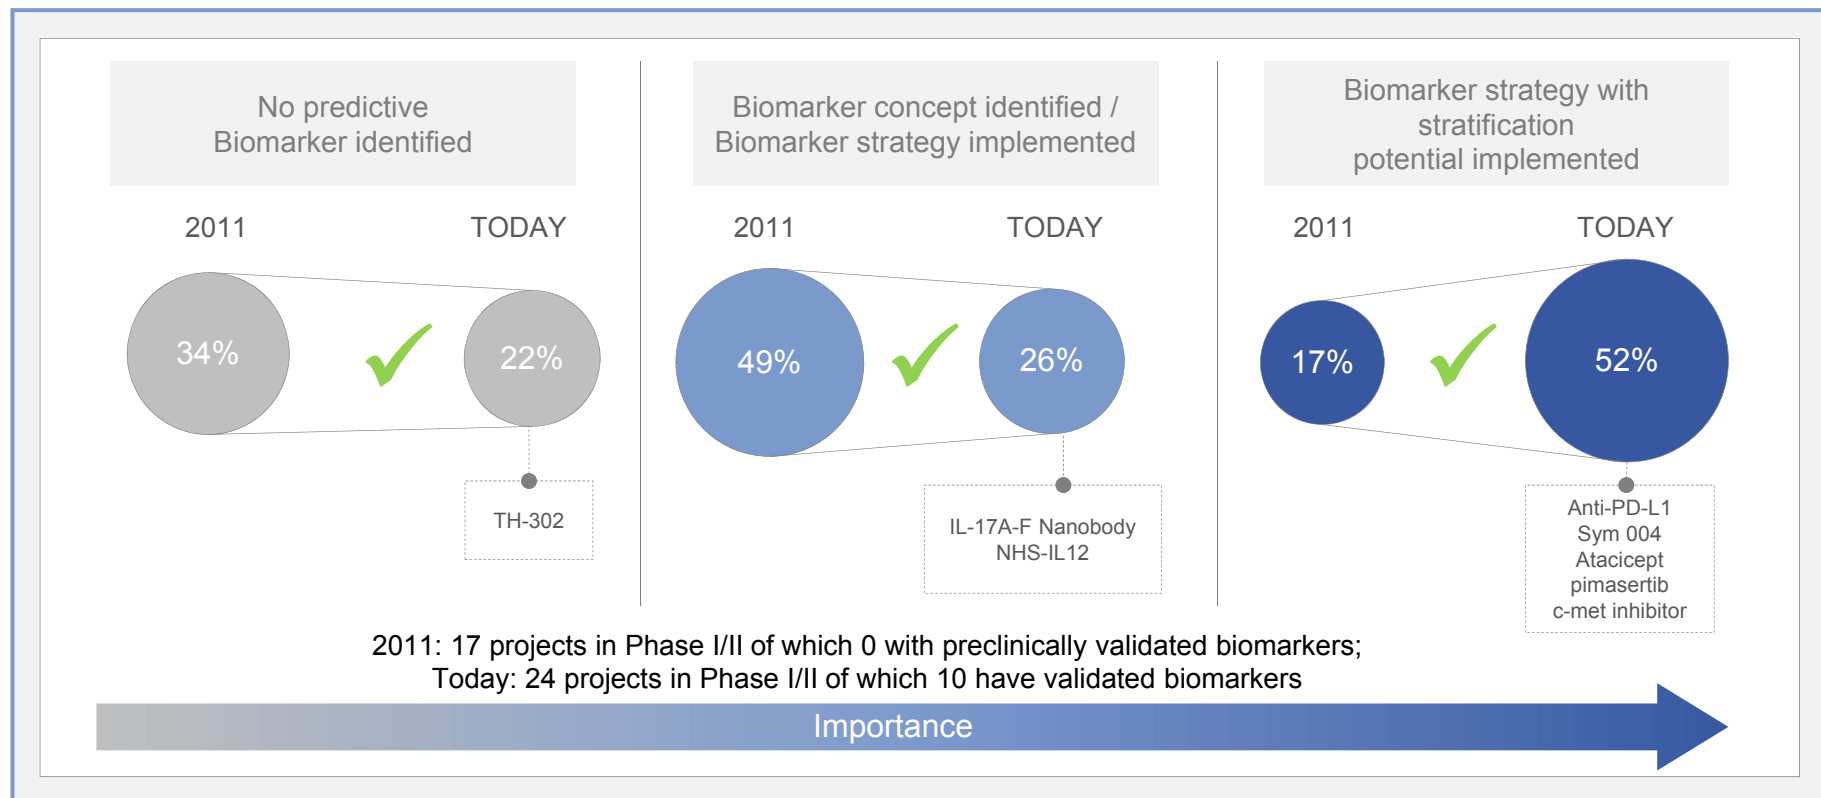 No predictive
Biomarker identified
2011
TODAY
34%
22%
TH-302
Biomarker concept identified /
Biomarker strategy implemented
2011
TODAY
49%
26%
IL-17A-F Nanobody
NHS-IL12
Biomarker strategy with
stratification
potential implemented
2011
TODAY
17%
52%
Anti-PD-L1
Sym 004
Atacicept
pimasertib
c-met inhibitor
2011: 17 projects in Phase I/II of which 0 with preclinically validated biomarkers;
Today: 24 projects in Phase I/II of which 10 have validated biomarkers
Importance